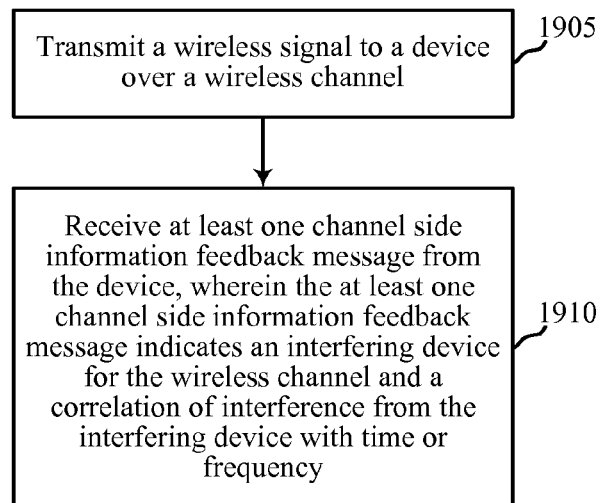 Transmit a wireless signal to a device
over a wireless channel
1905
Receive at least one channel side
information feedback message from
the device, wherein the at least one
channel side information feedback
message indicates an interfering device
for the wireless channel and a
correlation of interference from the
interfering device with time or
frequency
1910